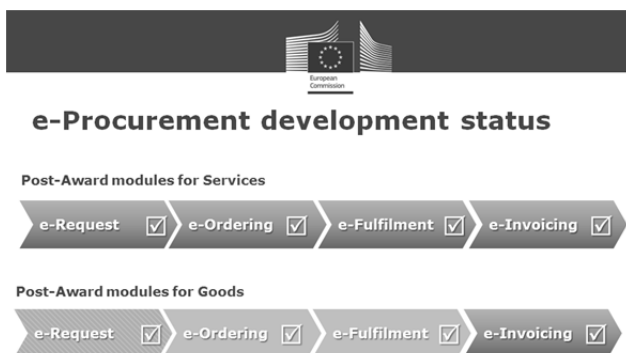 European
Commission
e-Procurement development status
Post-Award modules for Services
e-Request e-Ordering e-Fulfilment e-Invoicing
Post-Award modules for Goods
e-Request e-Ordering e-Fulfilment e-Invoicing